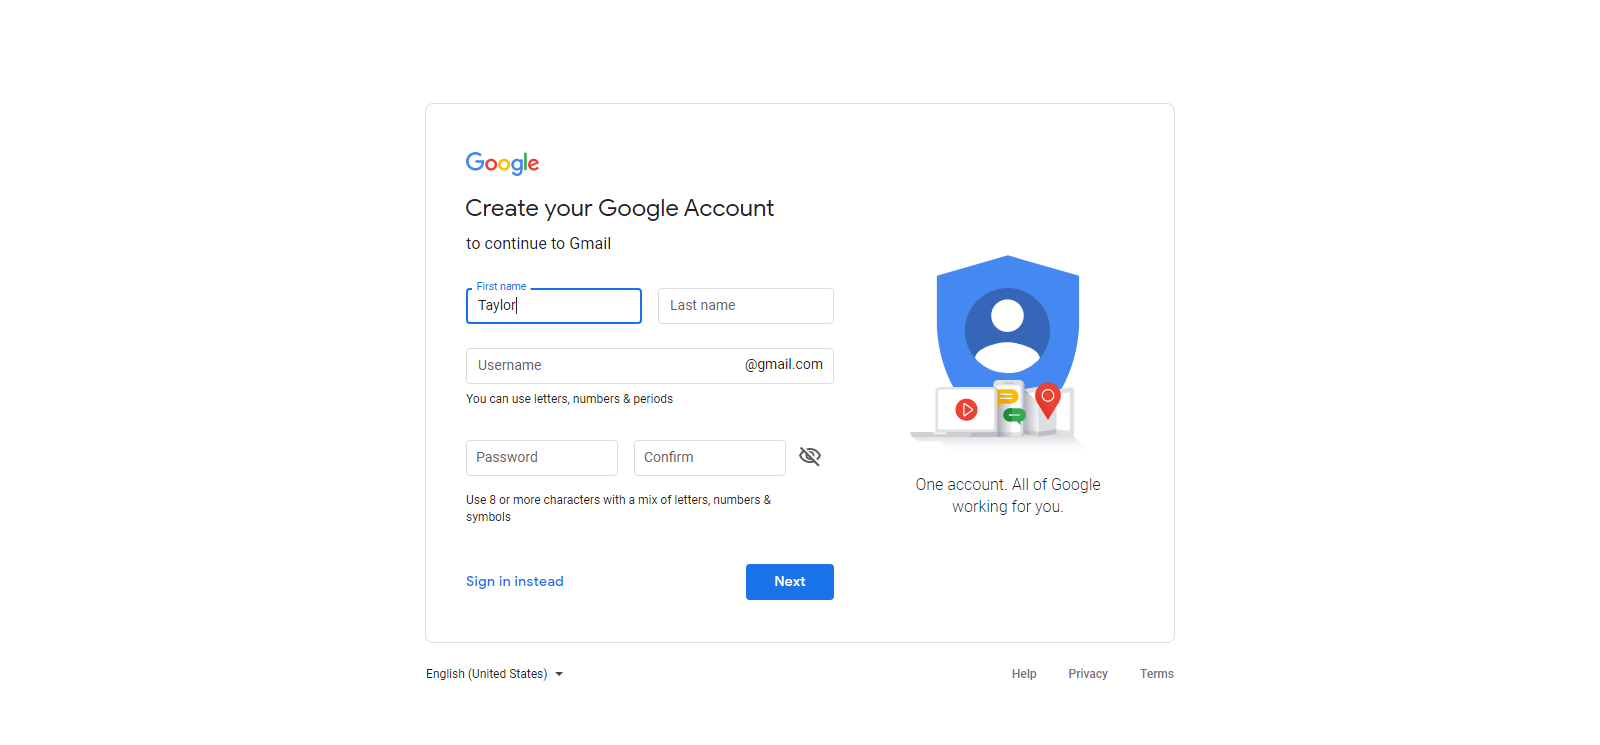 Google
Create your Google Account
to continue to Gmail
First name
Taylor
Last name
Username
@gmail.com
You can use letters, numbers & periods
Password
Confirm
Use 8 or more characters with a mix of letters, numbers &
symbols
Sign in instead
Next
One account. All of Google
working for you.
English (United States)
Help
Privacy
Terms